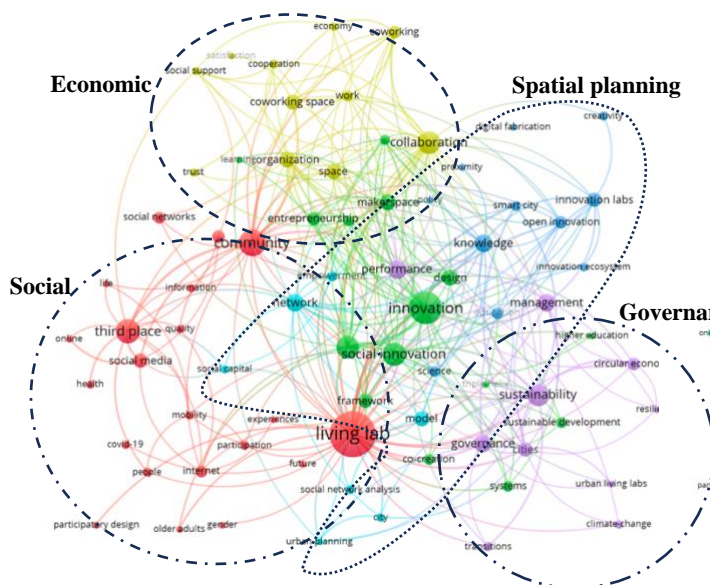 economy
coworking
satisfaction
cooperation
social support
Economic
Spatial planning
coworking space
work
creativity
digital fabrication
collaboration
learning
organization
proximity
trust
space
makerspace
policy
smart city
innovation labs
social networks
entrepreneurship
open innovation
community
knowledge
performance
design
innovation ecosystem
empowerment
Social
life
information
network
innovation
management
Governan
third place
quality
online
social media
social innovation
higher education
science
circular econo
social capital
health
sustainability
framework
resilie
mobility
experiences
model
sustainable development
living lab
covid-19
participation
governance
cities
co-creation
future
people
internet
social network analysis
systems
urban living labs
participatory design
older adults
gender
city
climate change
urban planning
transitions